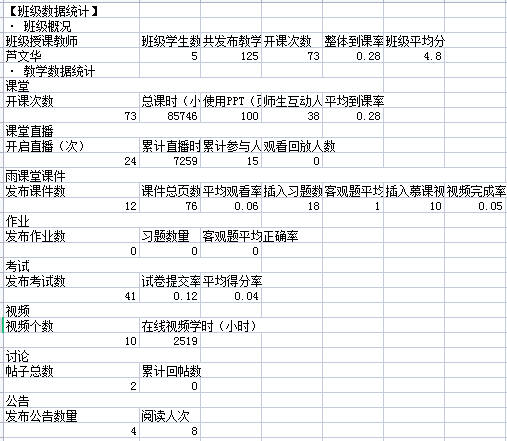 【班级数据统计】
· 班级概况
班级授课教师 班级学生数 共发布教学 开课次数 整体到课率 班级平均分
芦文华 5 125 73 0.28 4.8
· 教学数据统计
课堂
开课次数 总课时（小 使用PPT（页 师生互动人 平均到课率
73 85746 100 38 0.28
课堂直播
开启直播（次） 累计直播时 累计参与人 观看回放人数
24 7259 15 0
雨课堂课件
发布课件数 课件总页数 平均观看率 插入习题数 客观题平均 插入慕课视 视频完成率
12 76 0.06 18 1 10 0.05
作业
发布作业数 习题数量 客观题平均正确率
0 0 0
考试
发布考试数 试卷提交率 平均得分率
41 0.12 0.04
视频
视频个数 在线视频学时（小时）
10 2519
讨论
帖子总数 累计回帖数
2 0
公告
发布公告数量 阅读人次
4 8